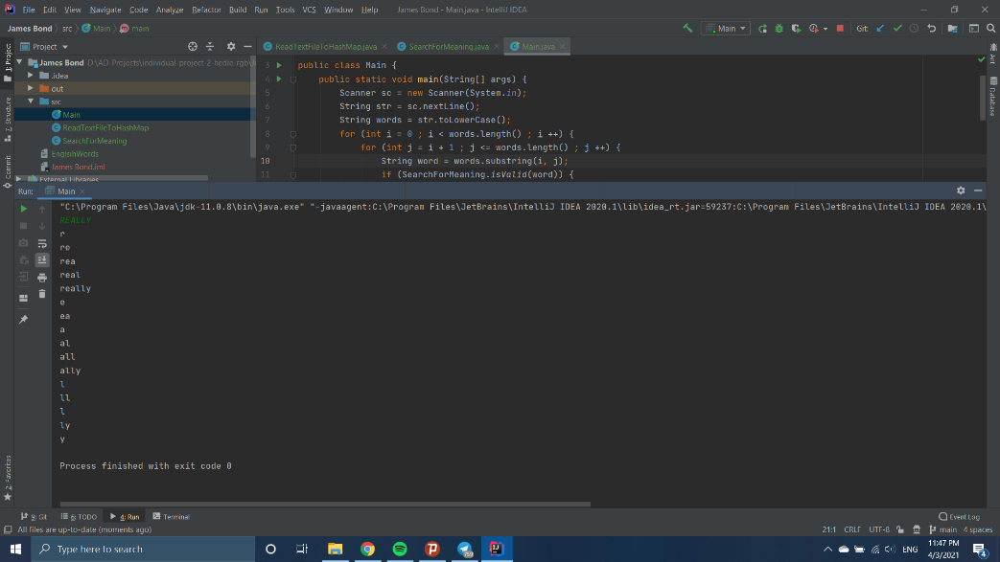 File Edit View Navigate Code Analyze Refactor Build Run Tools VCS Window Help James Bond - Main.java - IntelliJ IDEA
James Bond src Main main Main Git:
Project ReadTextFileToHashMap.java SearchForMeaning.java Main.java
James Bond D:\AD-Projects\individual-project-2-hedie-rgb\
.idea
out
src
Main
ReadTextFileToHashMap
SearchForMeaning
EngishWords
James Bond.iml
External Libraries
3 public class Main {
4 public static void main(String[] args) {
5 Scanner sc = new Scanner(System.in);
6 String str = sc.nextLine();
7 String words = str.toLowerCase();
8 for (int i = 0 ; i < words.length() ; i ++) {
9 for (int j = i + 1 ; j <= words.length() ; j ++) {
10 String word = words.substring(i, j);
11 if (SearchForMeaning.isValid(word)) {
1: Project
7: Structure
Commit
2: Favorites
Ant
Database
Run: Main
"C:\Program Files\Java\jdk-11.0.8\bin\java.exe" "-javaagent:C:\Program Files\JetBrains\IntelliJ IDEA 2020.1\lib\idea_rt.jar=59237:C:\Program Files\JetBrains\IntelliJ IDEA 2020.1\
REALLY
r
re
rea
real
really
e
ea
a
al
all
ally
l
ll
l
ly
y
Process finished with exit code 0
9: Git 6: TODO 4: Run Terminal Event Log
All files are up-to-date (moments ago) 21:1 CRLF UTF-8 main 4 spaces
Type here to search ENG 11:47 PM
4/3/2021 4